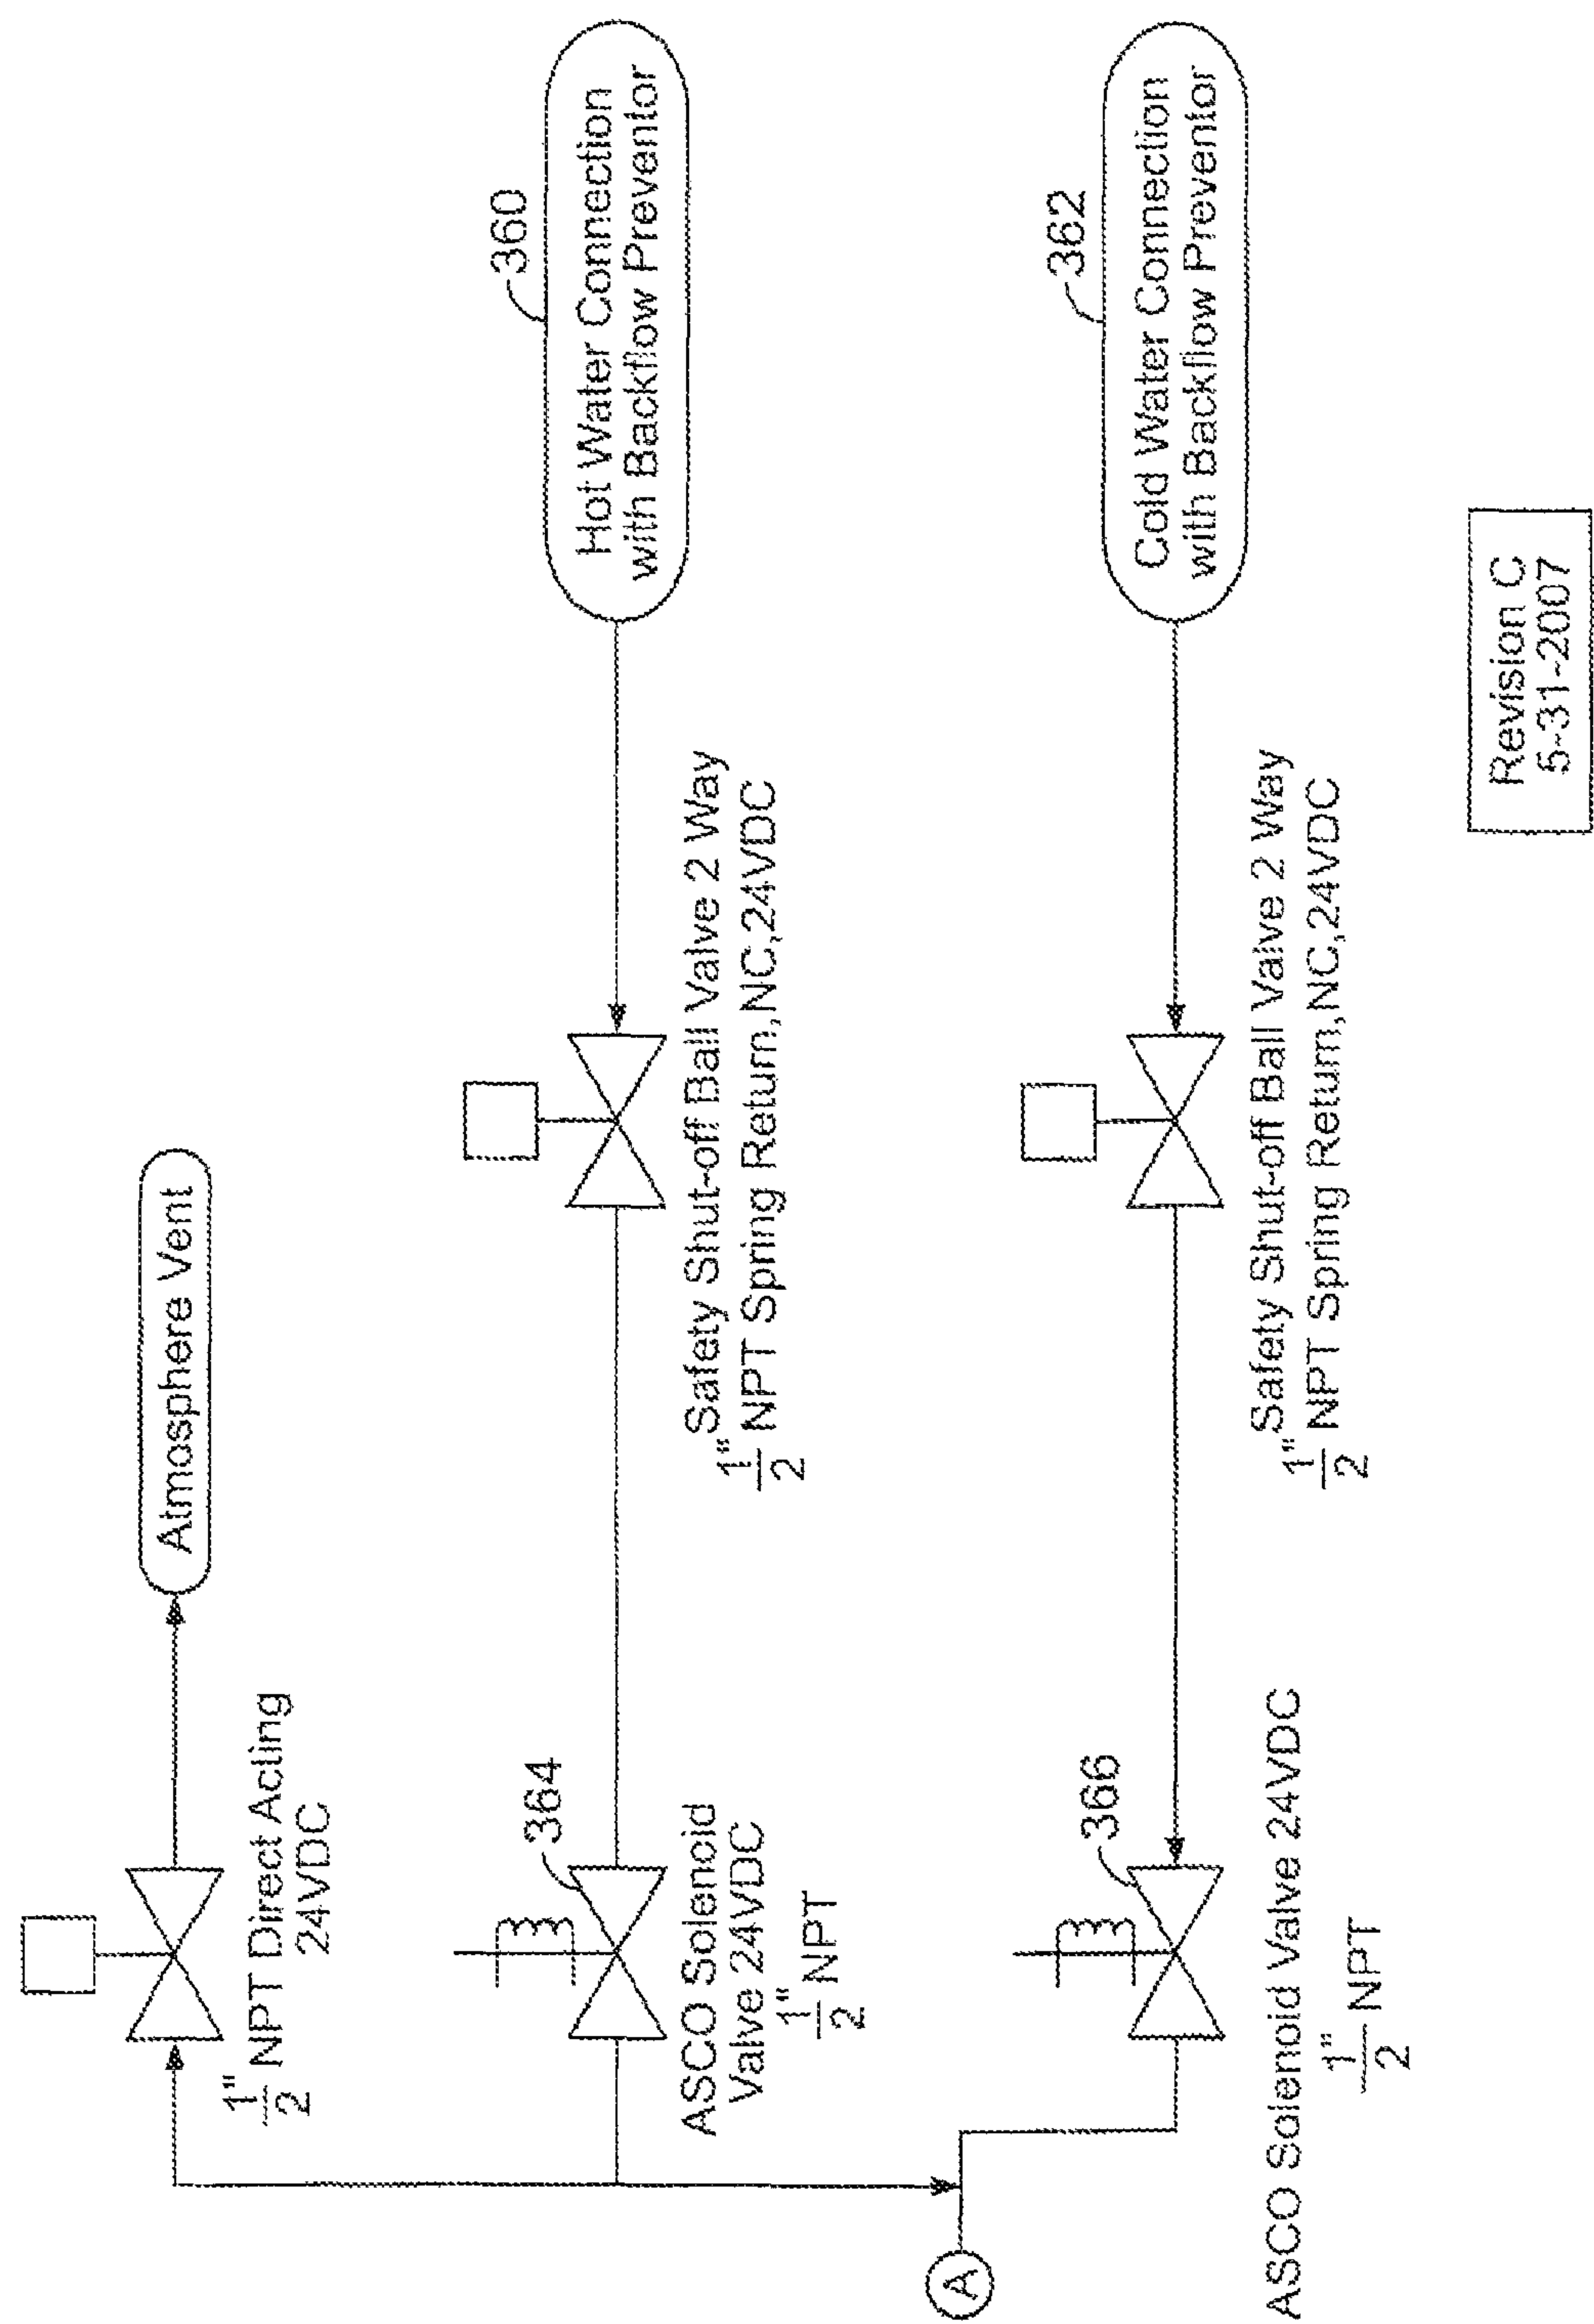 Atmosphere Vent
1"
2
NPT Direct Acting
24VDC
360
Hot Water Connection
with Backflow Preventor
Safety Shut-off Ball Valve 2 Way
1"
2
NPT Spring Return,NC,24VDC
364
ASCO Solenoid
Valve 24VDC
1"
2
NPT
362
Cold Water Connection
with Backflow Preventor
Safety Shut-off Ball Valve 2 Way
1"
2
NPT Spring Return,NC,24VDC
366
ASCO Solenoid Valve 24VDC
1"
2
NPT
A
Revision C
5-31-2007